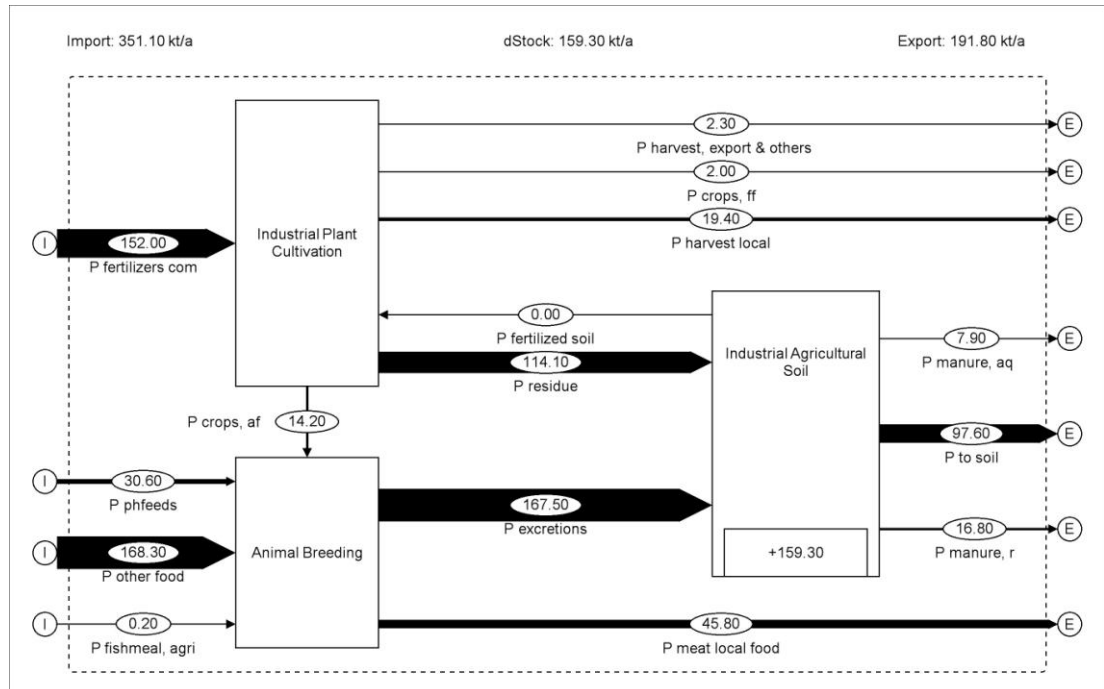 Import: 351.10 kt/a
dStock: 159.30 kt/a
Export: 191.80 kt/a
2.30
E
P harvest, export & others
2.00
E
P crops, ff
Industrial Plant
Cultivation
19.40
E
P harvest local
I
152.00
P fertilizers com
0.00
P fertilized soil
Industrial Agricultural
Soil
7.90
E
P manure, aq
114.10
P residue
P crops, af
14.20
97.60
E
P to soil
I
30.60
P phfeeds
167.50
P excretions
16.80
E
P manure, r
I
168.30
P other food
Animal Breeding
+159.30
I
0.20
P fishmeal, agri
45.80
E
P meat local food